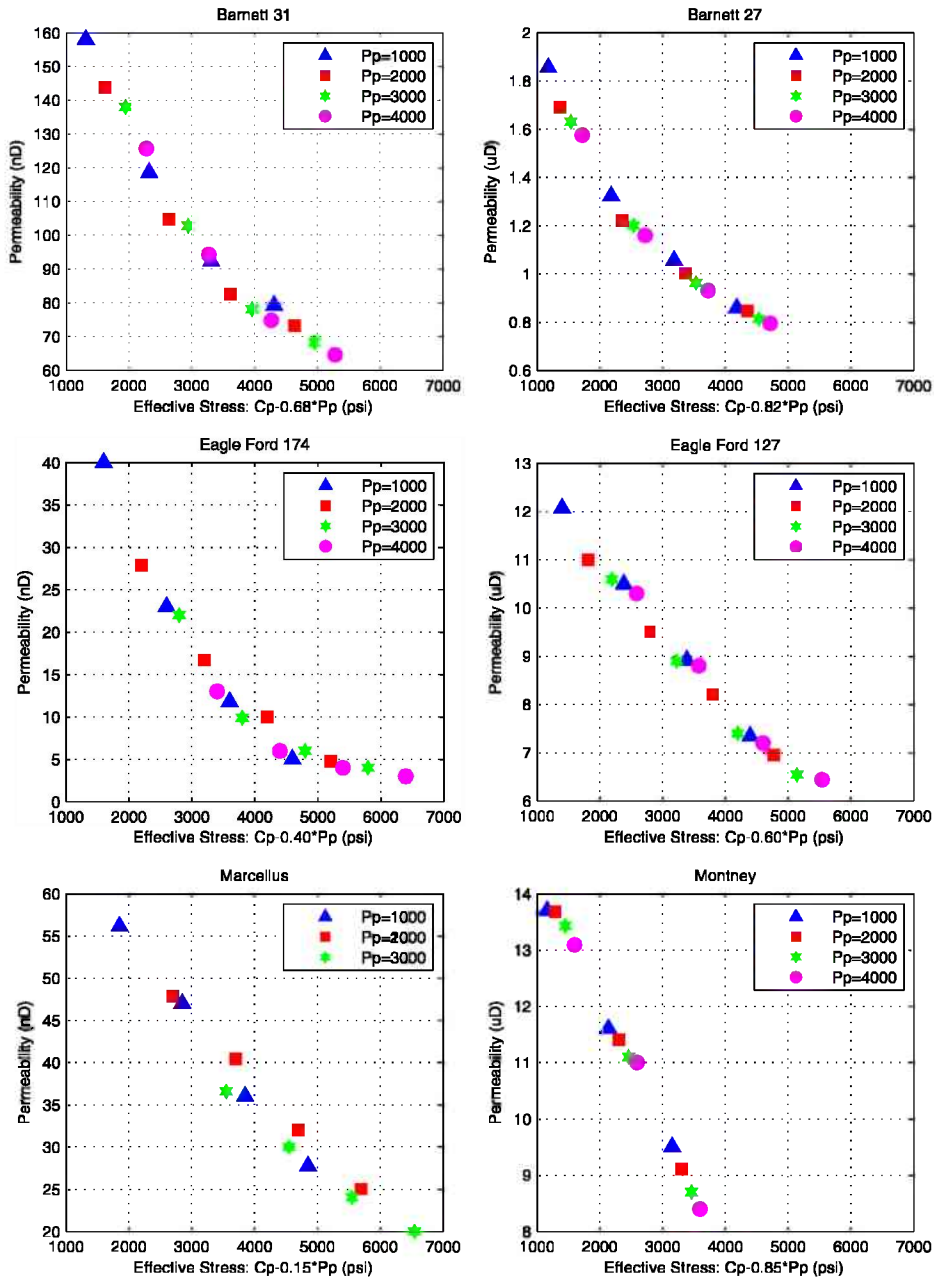 Barnett 31
160
150
140
130
120
110
100
90
80
70
60
Permeability (nD)
Pp=1000
Pp=2000
Pp=3000
Pp=4000
1000 2000 3000 4000 5000 6000 7000
Effective Stress: Cp-0.68*Pp (psi)
Barnett 27
2
1.8
1.6
1.4
1.2
1
0.8
0.6
Permeability (uD)
Pp=1000
Pp=2000
Pp=3000
Pp=4000
1000 2000 3000 4000 5000 6000 7000
Effective Stress: Cp-0.82*Pp (psi)
Eagle Ford 174
40
35
30
25
20
15
10
5
0
Permeability (nD)
Pp=1000
Pp=2000
Pp=3000
Pp=4000
1000 2000 3000 4000 5000 6000 7000
Effective Stress: Cp-0.40*Pp (psi)
Eagle Ford 127
13
12
11
10
9
8
7
6
Permeability (uD)
Pp=1000
Pp=2000
Pp=3000
Pp=4000
1000 2000 3000 4000 5000 6000 7000
Effective Stress: Cp-0.60*Pp (psi)
Marcellus
60
55
50
45
40
35
30
25
20
Permeability (nD)
Pp=1000
Pp=3000
1000 2000 3000 4000 5000 6000 7000
Effective Stress: Cp-0.15*Pp (psi)
Montney
14
13
12
11
10
9
8
Permeability (uD)
Pp=1000
Pp=2000
Pp=3000
Pp=4000
1000 2000 3000 4000 5000 6000 7000
Effective Stress: Cp-0.85*Pp (psi)